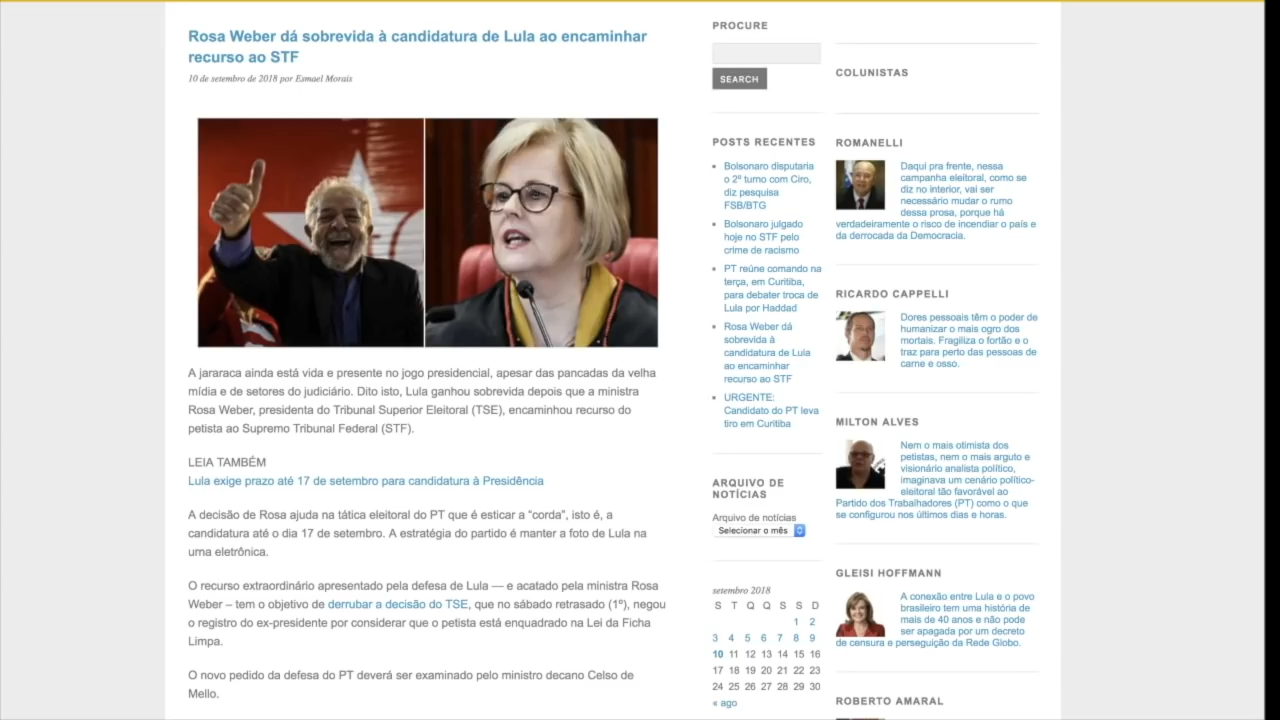 Rosa Weber dá sobrevida à candidatura de Lula ao encaminhar
recurso ao STF
10 de setembro de 2018 por Esmael Morais
A jararaca ainda está viva e presente no jogo presidencial, apesar das pancadas da velha
mídia e de setores do judiciário. Dito isto, Lula ganhou sobrevida depois que a ministra
Rosa Weber, presidenta do Tribunal Superior Eleitoral (TSE), encaminhou recurso do
petista ao Supremo Tribunal Federal (STF).
LEIA TAMBÉM
Lula exige prazo até 17 de setembro para candidatura à Presidência
A decisão de Rosa ajuda na tática eleitoral do PT que é esticar a “corda”, isto é, a
candidatura até o dia 17 de setembro. A estratégia do partido é manter a foto de Lula na
urna eletrônica.
O recurso extraordinário apresentado pela defesa de Lula — e acatado pela ministra Rosa
Weber – tem o objetivo de derrubar a decisão do TSE, que no sábado retrasado (1º), negou
o registro do ex-presidente por considerar que o petista está enquadrado na Lei da Ficha
Limpa.
O novo pedido da defesa do PT deverá ser examinado pelo ministro decano Celso de
Mello.
PROCURE
SEARCH
POSTS RECENTES
Bolsonaro disputaria
o 2º turno com Ciro,
diz pesquisa
FSB/BTG
Bolsonaro julgado
hoje no STF pelo
crime de racismo
PT reúne comando na
terça, em Curitiba,
para debater troca de
Lula por Haddad
Rosa Weber dá
sobrevida à
candidatura de Lula
ao encaminhar
recurso ao STF
URGENTE:
Candidato do PT leva
tiro em Curitiba
ARQUIVO DE
NOTÍCIAS
Arquivo de notícias
Selecionar o mês
setembro 2018
S T Q Q S S D
1 2
3 4 5 6 7 8 9
10 11 12 13 14 15 16
17 18 19 20 21 22 23
24 25 26 27 28 29 30
« ago
COLUNISTAS
ROMANELLI
Daqui pra frente, nessa
campanha eleitoral, como se
diz no interior, vai ser
necessário mudar o rumo
dessa prosa, porque há
verdadeiramente o risco de incendiar o país e
da derrocada da Democracia.
RICARDO CAPPELLI
Dores pessoais têm o poder de
humanizar o mais ogro dos
mortais. Fragiliza o fortão e o
traz para perto das pessoas de
carne e osso.
MILTON ALVES
Nem o mais otimista dos
petistas, nem o mais arguto e
visionário analista político,
imaginava um cenário político-
eleitoral tão favorável ao
Partido dos Trabalhadores (PT) como o que
se configurou nos últimos dias e horas.
GLEISI HOFFMANN
A conexão entre Lula e o povo
brasileiro tem uma história de
mais de 40 anos e não pode
ser apagada por um decreto
de censura e perseguição da Rede Globo.
ROBERTO AMARAL